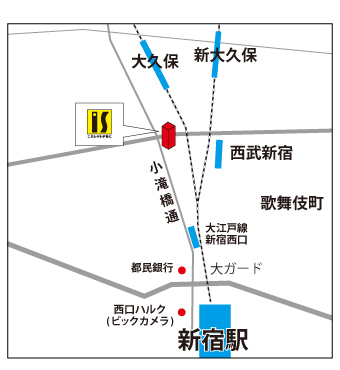 大久保
新大久保
is
西武新宿
小滝橋通
歌舞伎町
大江戸線
新宿西口
都民銀行
大ガード
西口ハルク
(ビックカメラ)
新宿駅